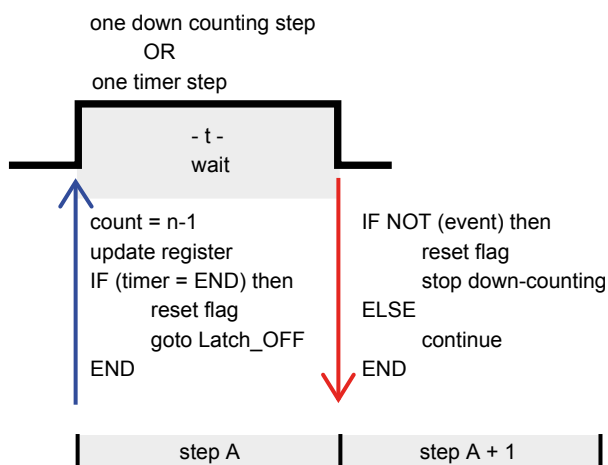 one down counting step
OR
one timer step
- t -
wait
count = n-1
update register
IF (timer = END) then
reset flag
goto Latch_OFF
END
IF NOT (event) then
reset flag
stop down-counting
ELSE
continue
END
step A
step A + 1